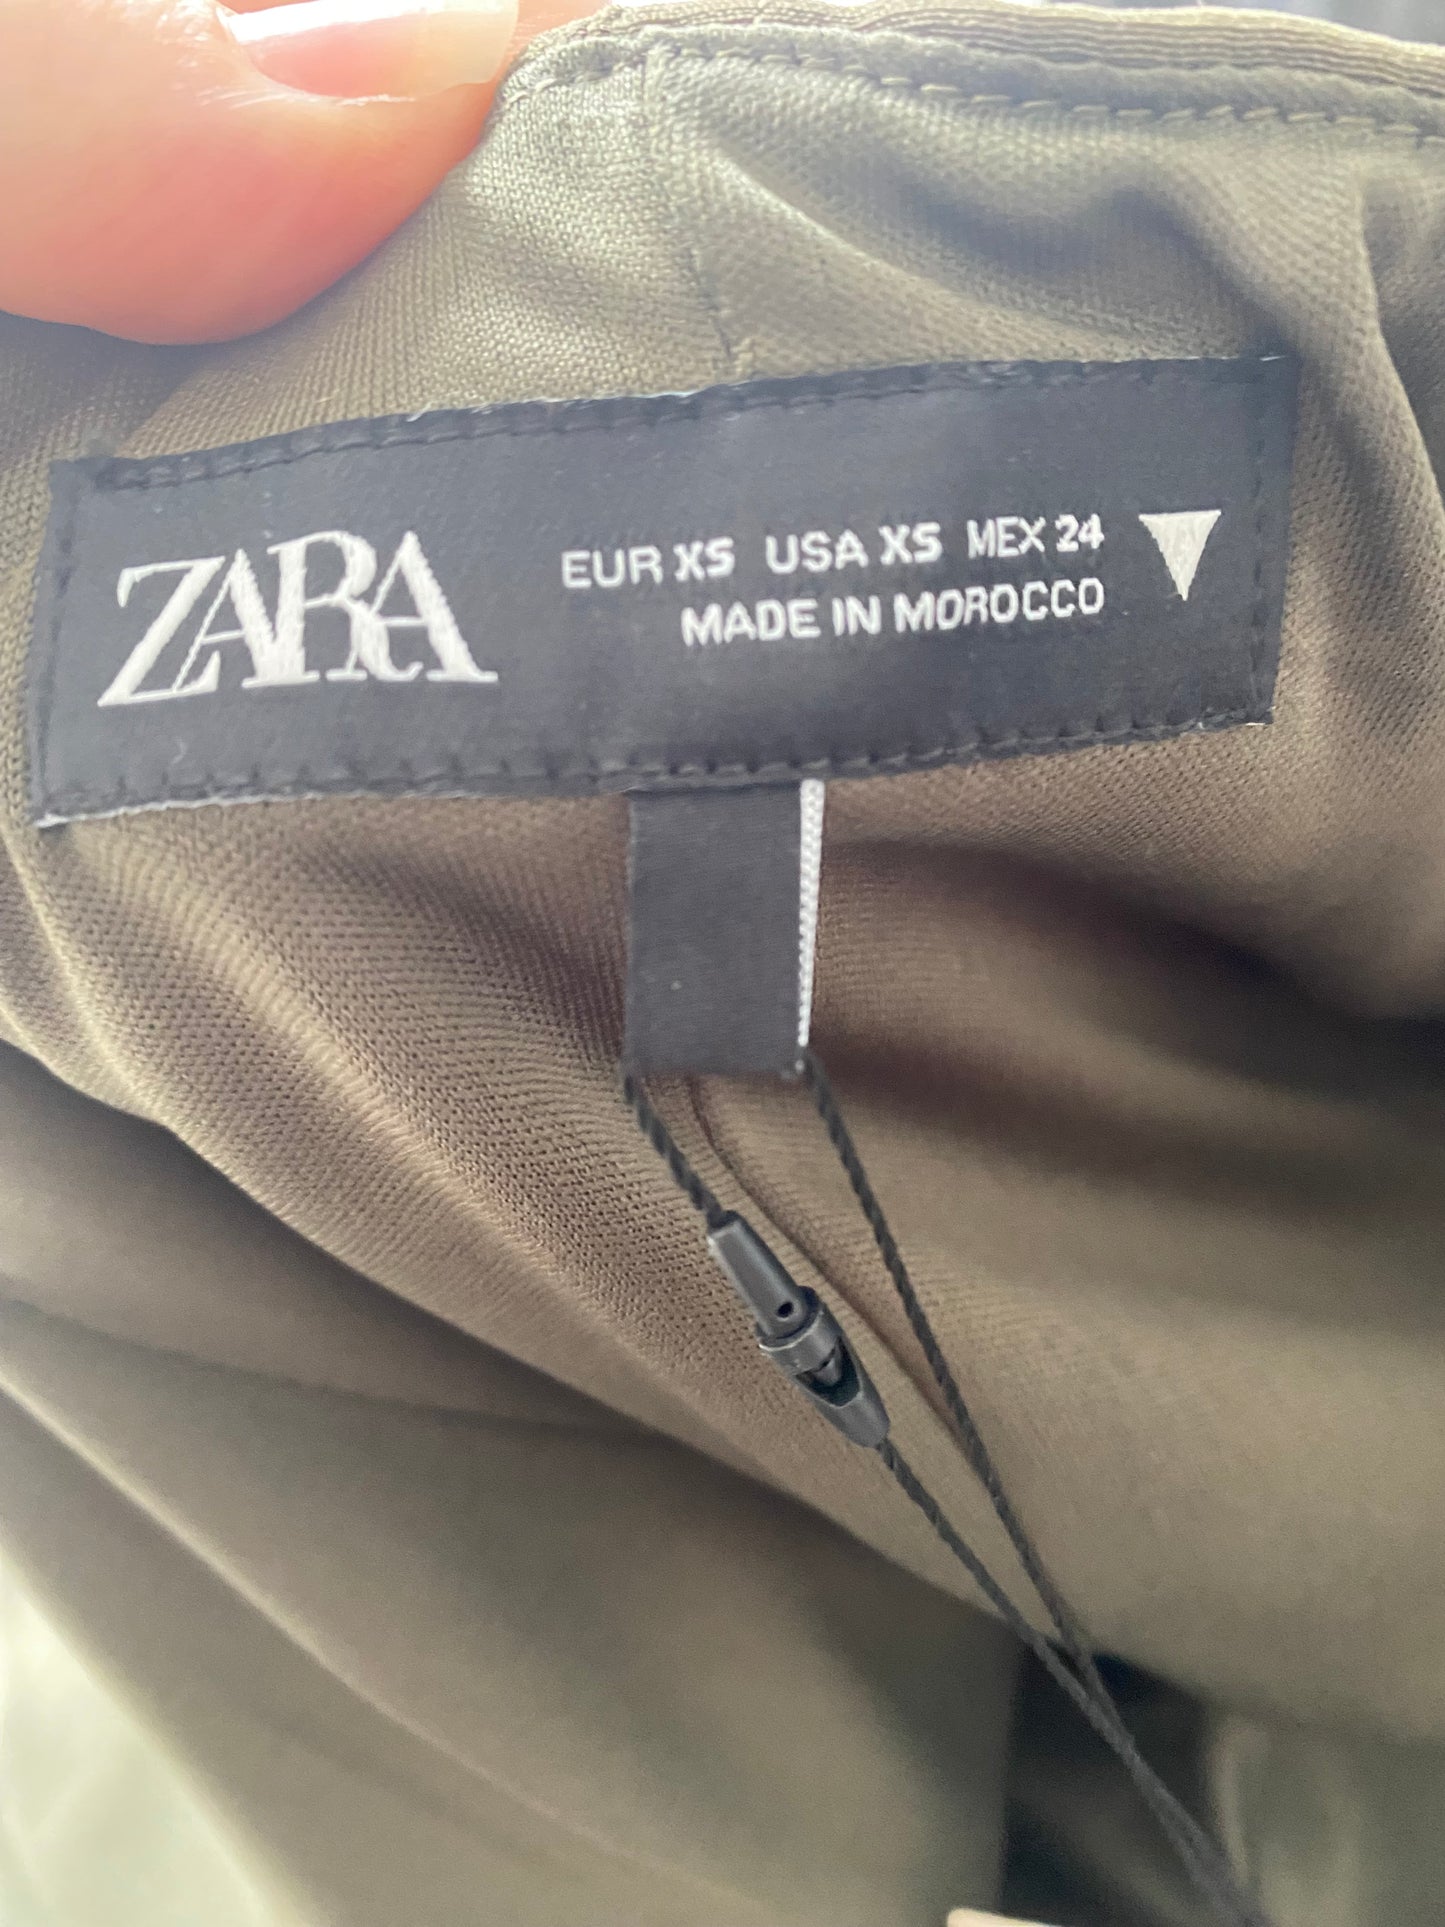 ZARA
EUR XS USA XS MEX 24
MADE IN MOROCCO